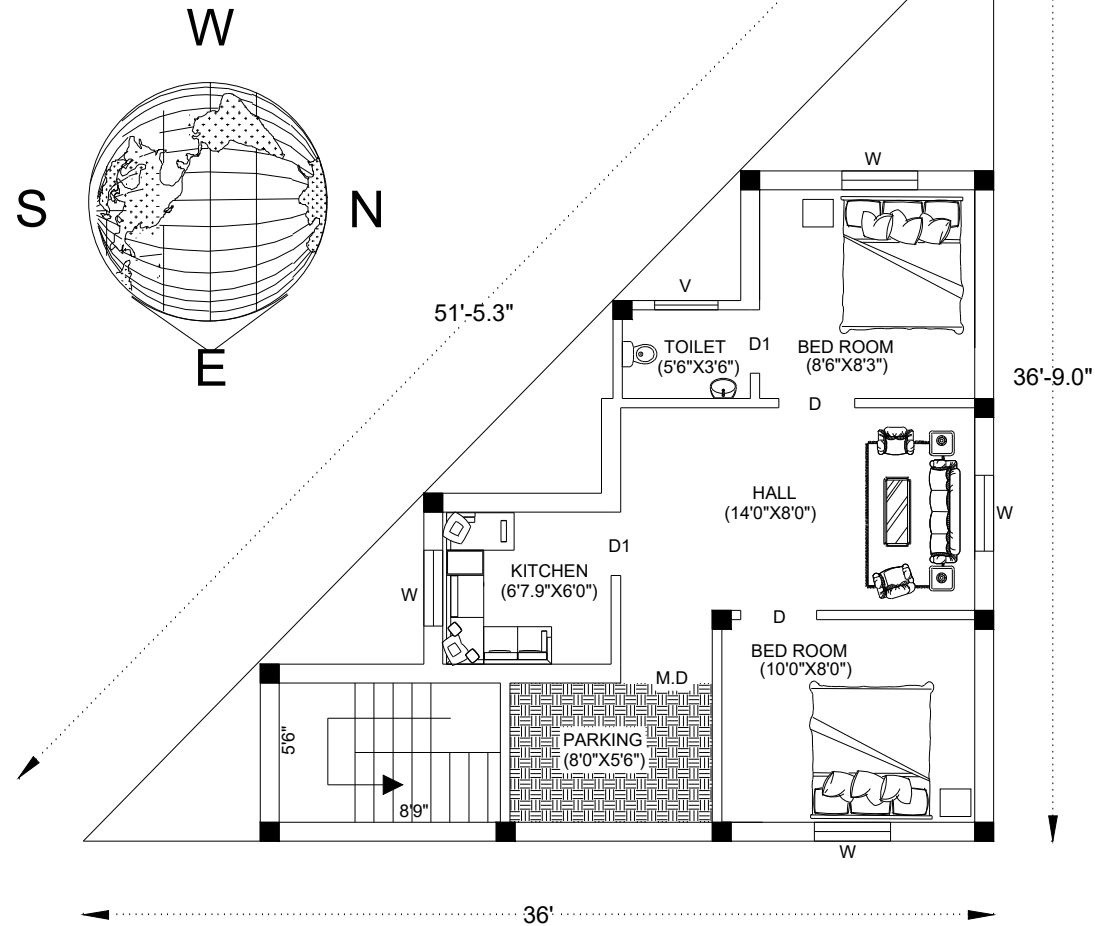 W
S
N
E
51'-5.3"
W
V
TOILET
(5'6"X3'6")
D1
BED ROOM
(8'6"X8'3")
36'-9.0"
D
HALL
(14'0"X8'0")
W
D1
KITCHEN
(6'7.9"X6'0")
W
D
BED ROOM
(10'0"X8'0")
M.D
5'6"
PARKING
(8'0"X5'6")
8'9"
W
36'